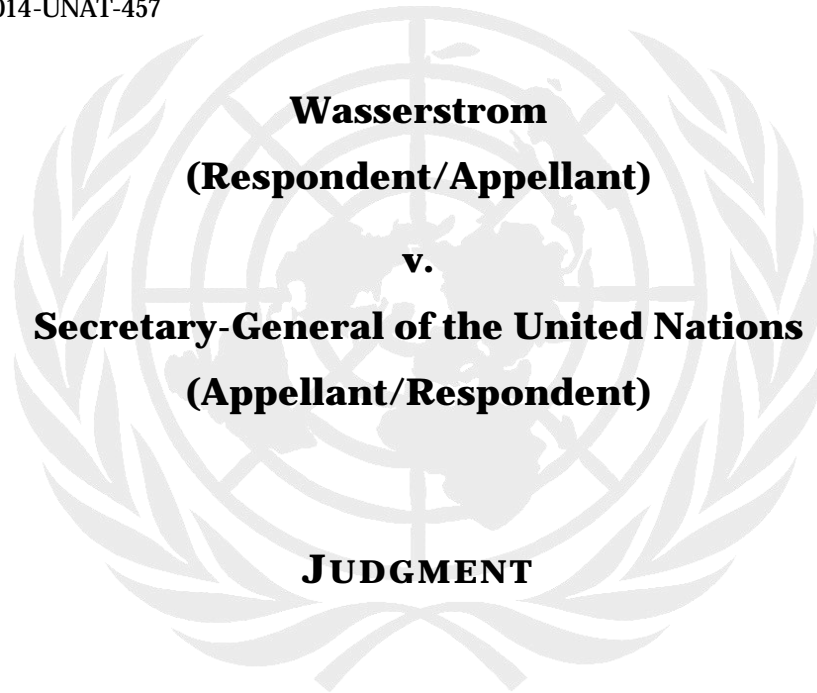 014-UNAT-457
Wasserstrom
(Respondent/Appellant)
v.
Secretary-General of the United Nations
(Appellant/Respondent)
JUDGMENT